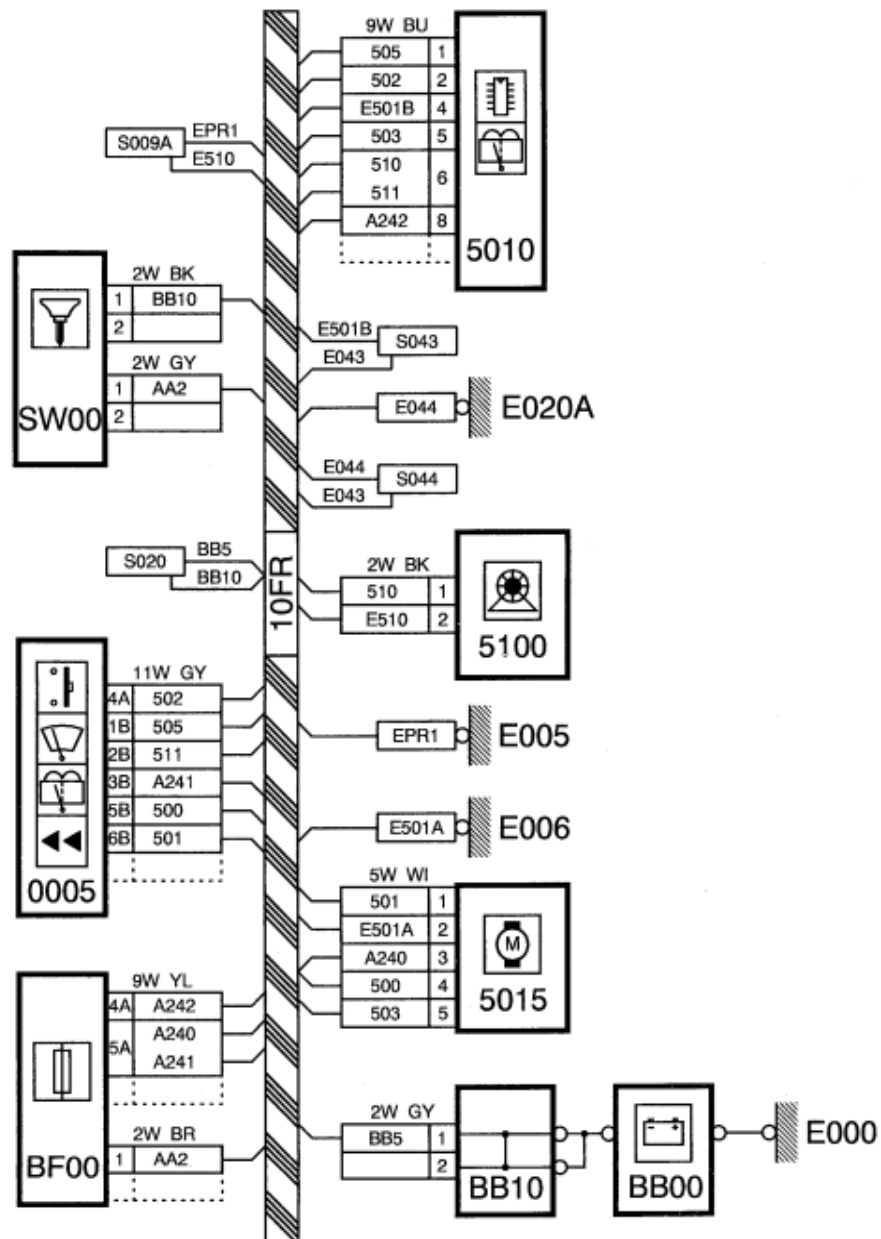 9W BU
505 1
502 2
E501B 4
503 5
510
6
511
A242 8
5010
S009A
EPR1
E510
2W BK
1 BB10
2
2W GY
1 AA2
2
SW00
E501B
S043
E043
E044
E020A
E044
S044
E043
S020
BB5
BB10
10FR
2W BK
510 1
E510 2
5100
11W GY
4A 502
1B 505
2B 511
3B A241
5B 500
6B 501
0005
EPR1
E005
E501A
E006
5W WI
501 1
E501A 2
A240 3
500 4
503 5
M
5015
9W YL
4A A242
A240
5A
A241
2W BR
1 AA2
BF00
2W GY
BB5 1
2
BB10
BB00
E000